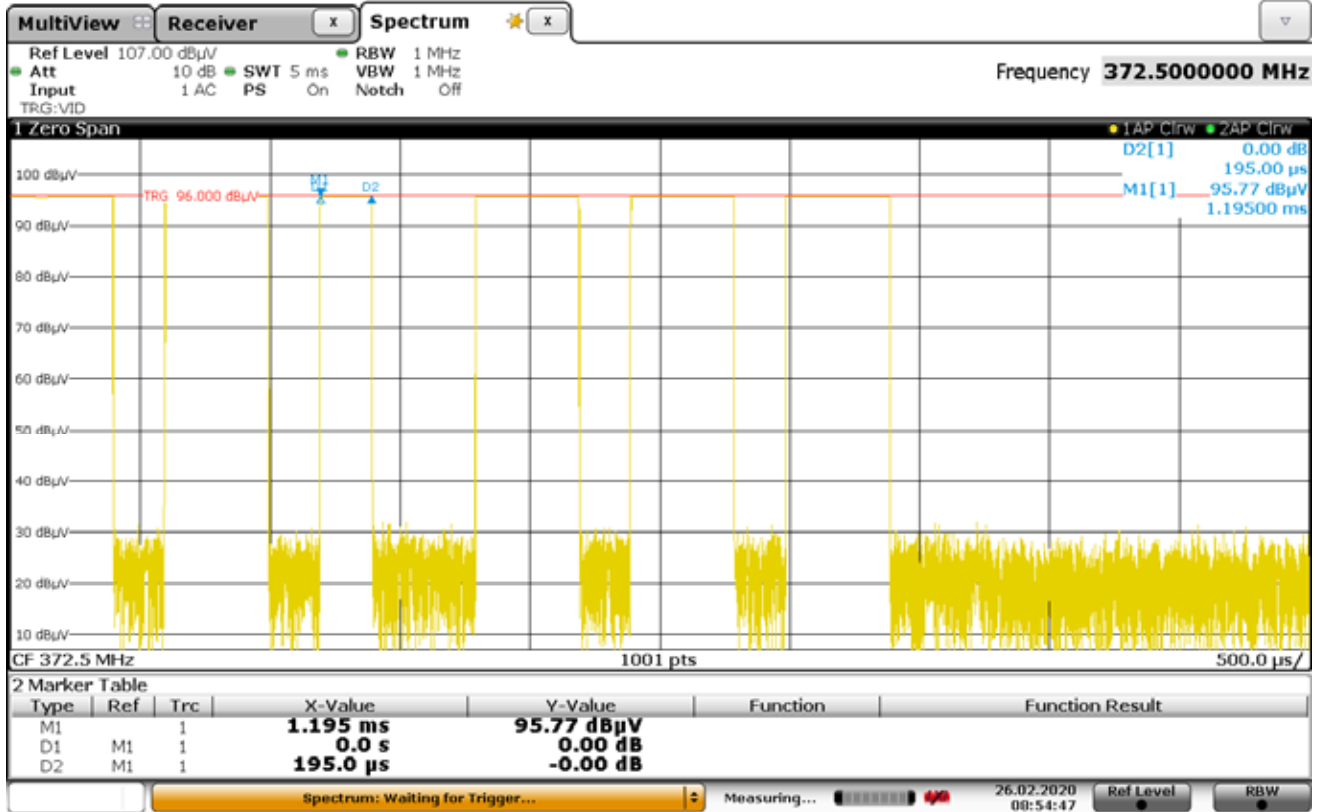 MultiView Receiver x Spectrum x
Ref Level 107.00 dBµV RBW 1 MHz
Att 10 dB SWT 5 ms VBW 1 MHz Frequency 372.5000000 MHz
Input 1 AC PS On Notch Off
TRG:VID
1 Zero Span 1AP Clrw 2AP Clrw
D2[1] 0.00 dB
195.00 µs
M1[1] 95.77 dBµV
1.19500 ms
100 dBµV
M1
D2
TRG 96.000 dBµV
90 dBµV
80 dBµV
70 dBµV
60 dBµV
50 dBµV
40 dBµV
30 dBµV
20 dBµV
10 dBµV
CF 372.5 MHz 1001 pts 500.0 µs/
2 Marker Table
Type Ref Trc X-Value Y-Value Function Function Result
M1 1 1.195 ms 95.77 dBµV
D1 M1 1 0.0 s 0.00 dB
D2 M1 1 195.0 µs -0.00 dB
Spectrum: Waiting for Trigger... Measuring... 26.02.2020 Ref Level RBW
08:54:47